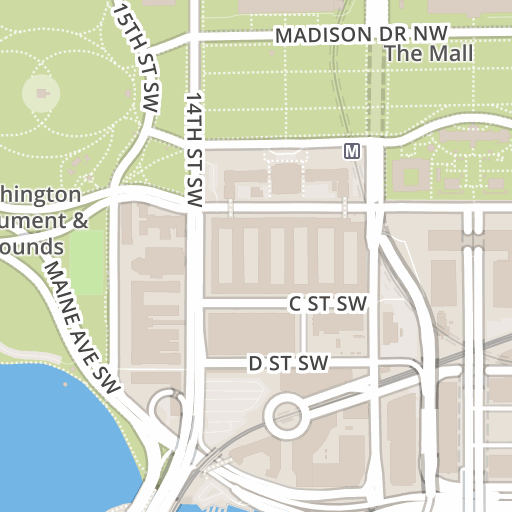 15TH ST SW
MADISON DR NW
The Mall
14TH ST SW
M
hington
ument &
ounds
MAINE AVE SW
C ST SW
D ST SW